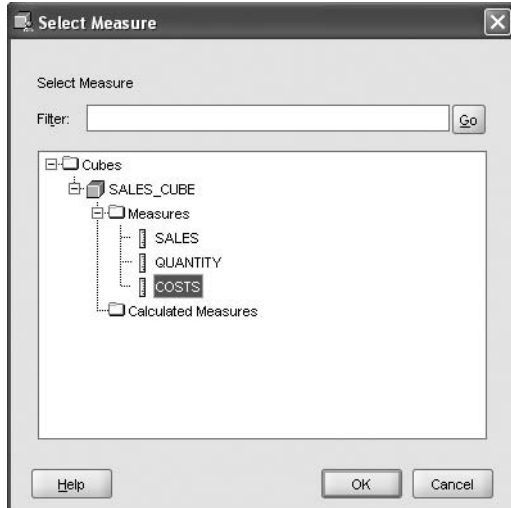 Select Measure
Select Measure
Filter:
Go
Cubes
SALES_CUBE
Measures
SALES
QUANTITY
COSTS
Calculated Measures
Help OK Cancel